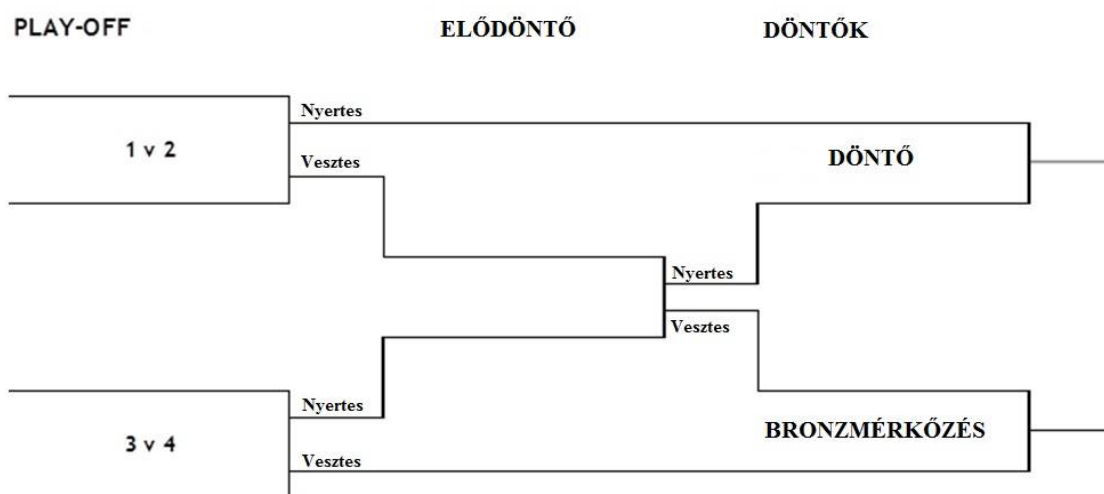 PLAY-OFF ELŐDÖNTŐ DÖNTŐK
Nyertes
1 v 2
Vesztes
DÖNTŐ
Nyertes
Vesztes
Nyertes
3 v 4
Vesztes
BRONZMÉRKŐZÉS